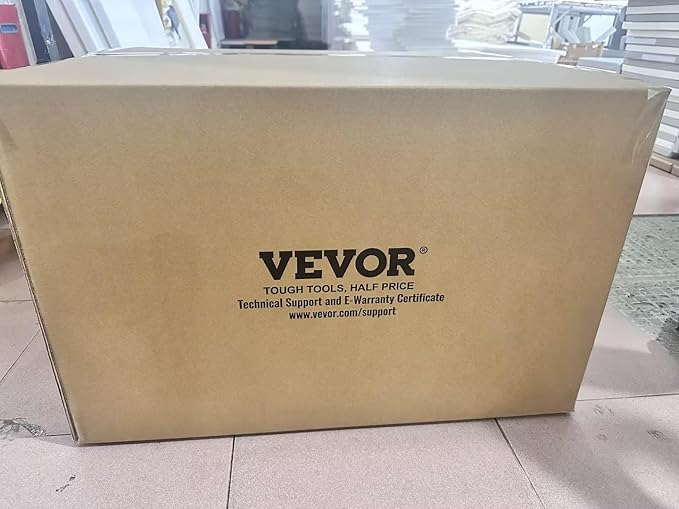 VEVOR®
TOUGH TOOLS, HALF PRICE
Technical Support and E-Warranty Certificate
www.vevor.com/support